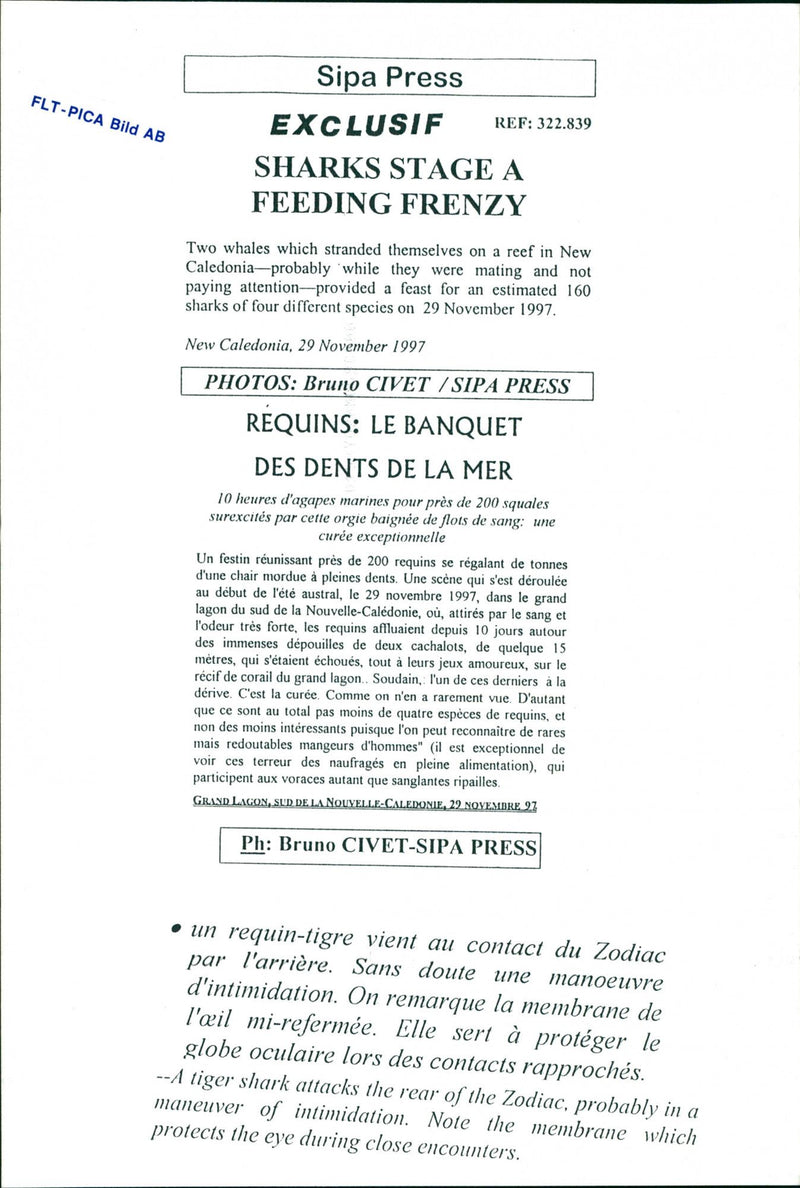 Sipa Press
FLT-PICA Bild AB
EXCLUSIF
REF: 322.839
SHARKS STAGE A
FEEDING FRENZY
Two whales which stranded themselves on a reef in New
Caledonia—probably while they were mating and not
paying attention—provided a feast for an estimated 160
sharks of four different species on 29 November 1997.
New Caledonia, 29 November 1997
PHOTOS: Bruno CIVET / SIPA PRESS
REQUINS: LE BANQUET
DES DENTS DE LA MER
10 heures d'agapes marines pour près de 200 squales
surexcités par cette orgie baignée de flots de sang: une
curée exceptionnelle
Un festin réunissant près de 200 requins se régalant de tonnes
d'une chair mordue à pleines dents. Une scène qui s'est déroulée
au début de l'été austral, le 29 novembre 1997, dans le grand
lagon du sud de la Nouvelle-Calédonie, où, attirés par le sang et
l'odeur très forte, les requins affluaient depuis 10 jours autour
des immenses dépouilles de deux cachalots, de quelque 15
mètres, qui s'étaient échoués, tout à leurs jeux amoureux, sur le
récif de corail du grand lagon.. Soudain,: l'un de ces derniers à la
dérive. C'est la curée. Comme on n'en a rarement vue. D'autant
que ce sont au total pas moins de quatre espèces de requins, et
non des moins intéressants puisque l'on peut reconnaître de rares
mais redoutables mangeurs d'hommes" (il est exceptionnel de
voir ces terreur des naufragés en pleine alimentation), qui
participent aux voraces autant que sanglantes ripailles.
GRAND LAGON, SUD DE LA NOUVELLE-CALEDONIE, 29 NOVEMBRE 97
Ph: Bruno CIVET-SIPA PRESS
• un requin-tigre vient au contact du Zodiac
par l'arrière. Sans doute une manoeuvre
d'intimidation. On remarque la membrane de
l'œil mi-refermée. Elle sert à protéger le
globe oculaire lors des contacts rapprochés.
--A tiger shark attacks the rear of the Zodiac, probably in a
maneuver of intimidation. Note the membrane which
protects the eye during close encounters.